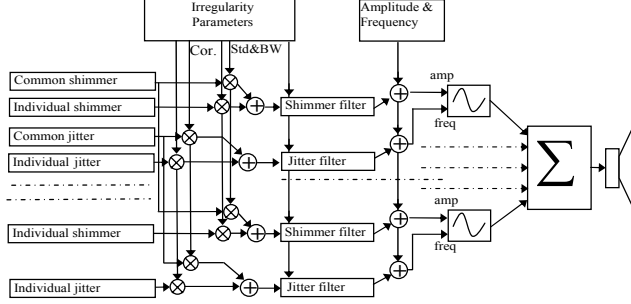 Irregularity
Parameters
Amplitude &
Frequency
Cor.
Std&BW
Common shimmer
Individual shimmer
Shimmer filter
amp
freq
Common jitter
Individual jitter
Jitter filter
Σ
Individual shimmer
Shimmer filter
amp
freq
Individual jitter
Jitter filter